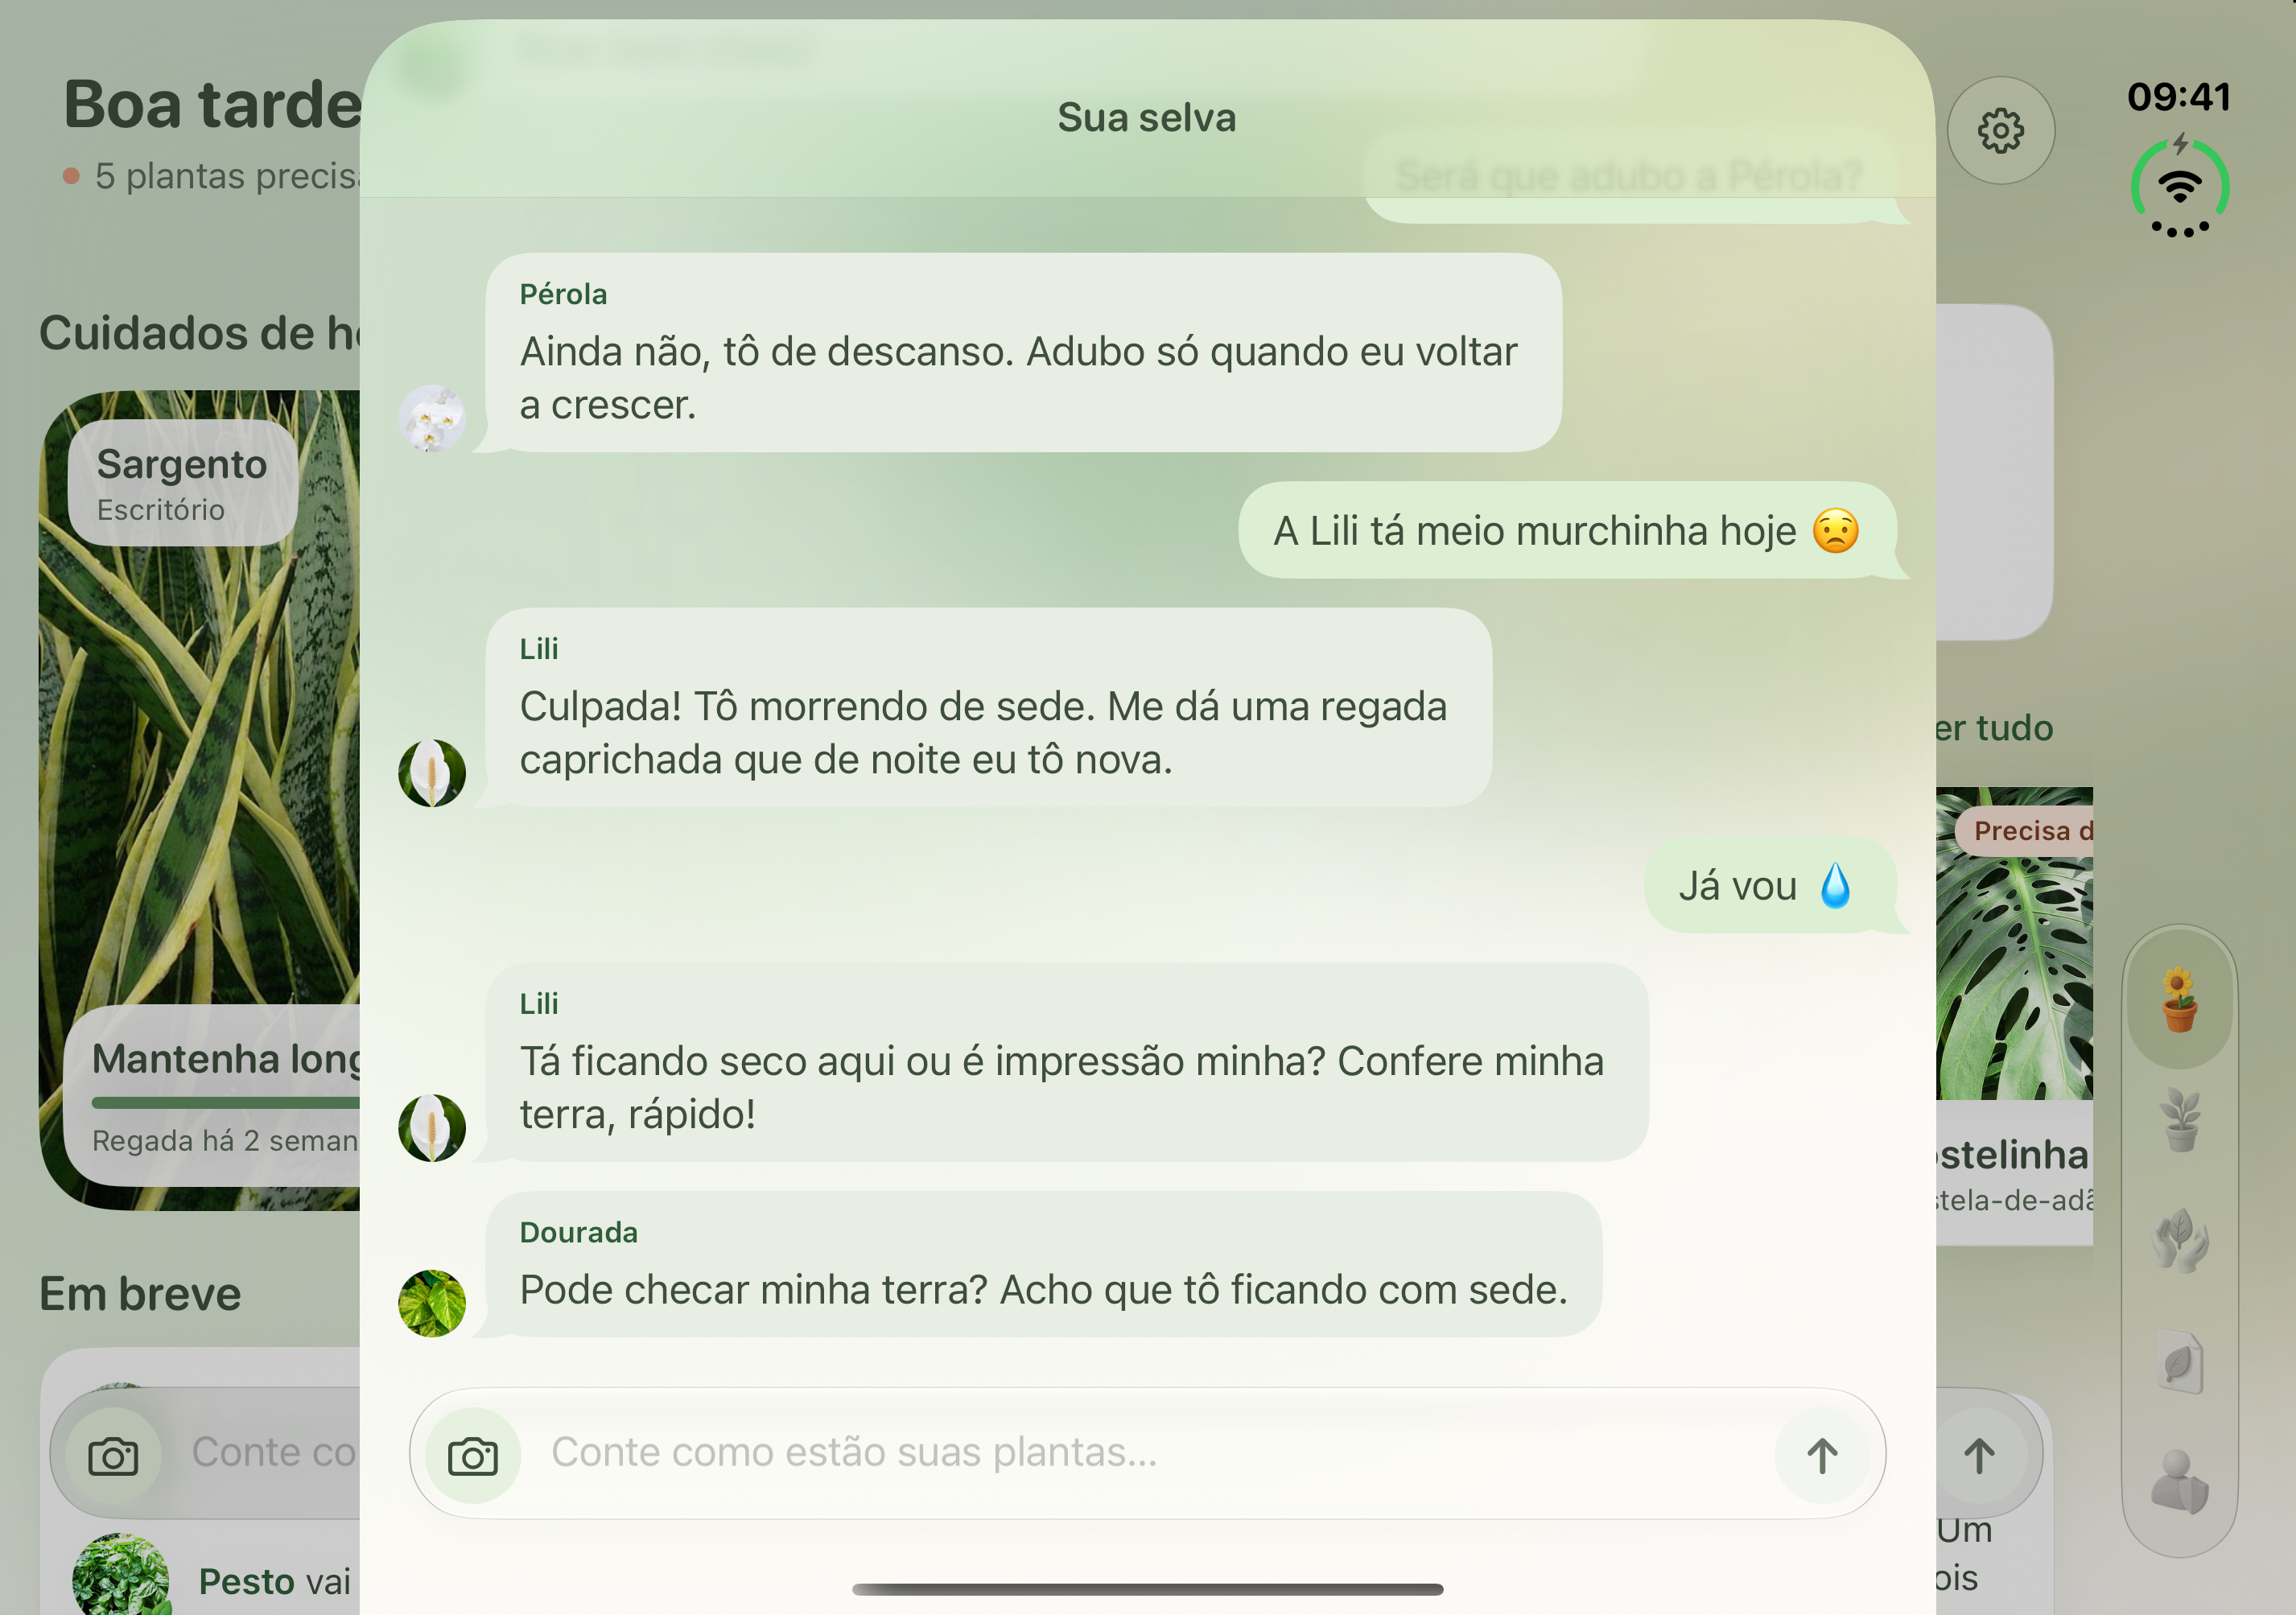 Boa tarde
5 plantas precis
09:41
Cuidados de h
Sargento
Escritório
Mantenha long
Regada há 2 seman
Em breve
Conte co
Pesto vai
Sua selva
Será que adubo a Pérola?
Pérola
Ainda não, tô de descanso. Adubo só quando eu voltar
a crescer.
A Lili tá meio murchinha hoje 😟
Lili
Culpada! Tô morrendo de sede. Me dá uma regada
caprichada que de noite eu tô nova.
Já vou 💧
Lili
Tá ficando seco aqui ou é impressão minha? Confere minha
terra, rápido!
Dourada
Pode checar minha terra? Acho que tô ficando com sede.
Conte como estão suas plantas...
er tudo
Precisa d
stelinha
stela-de-adã
Um
ois